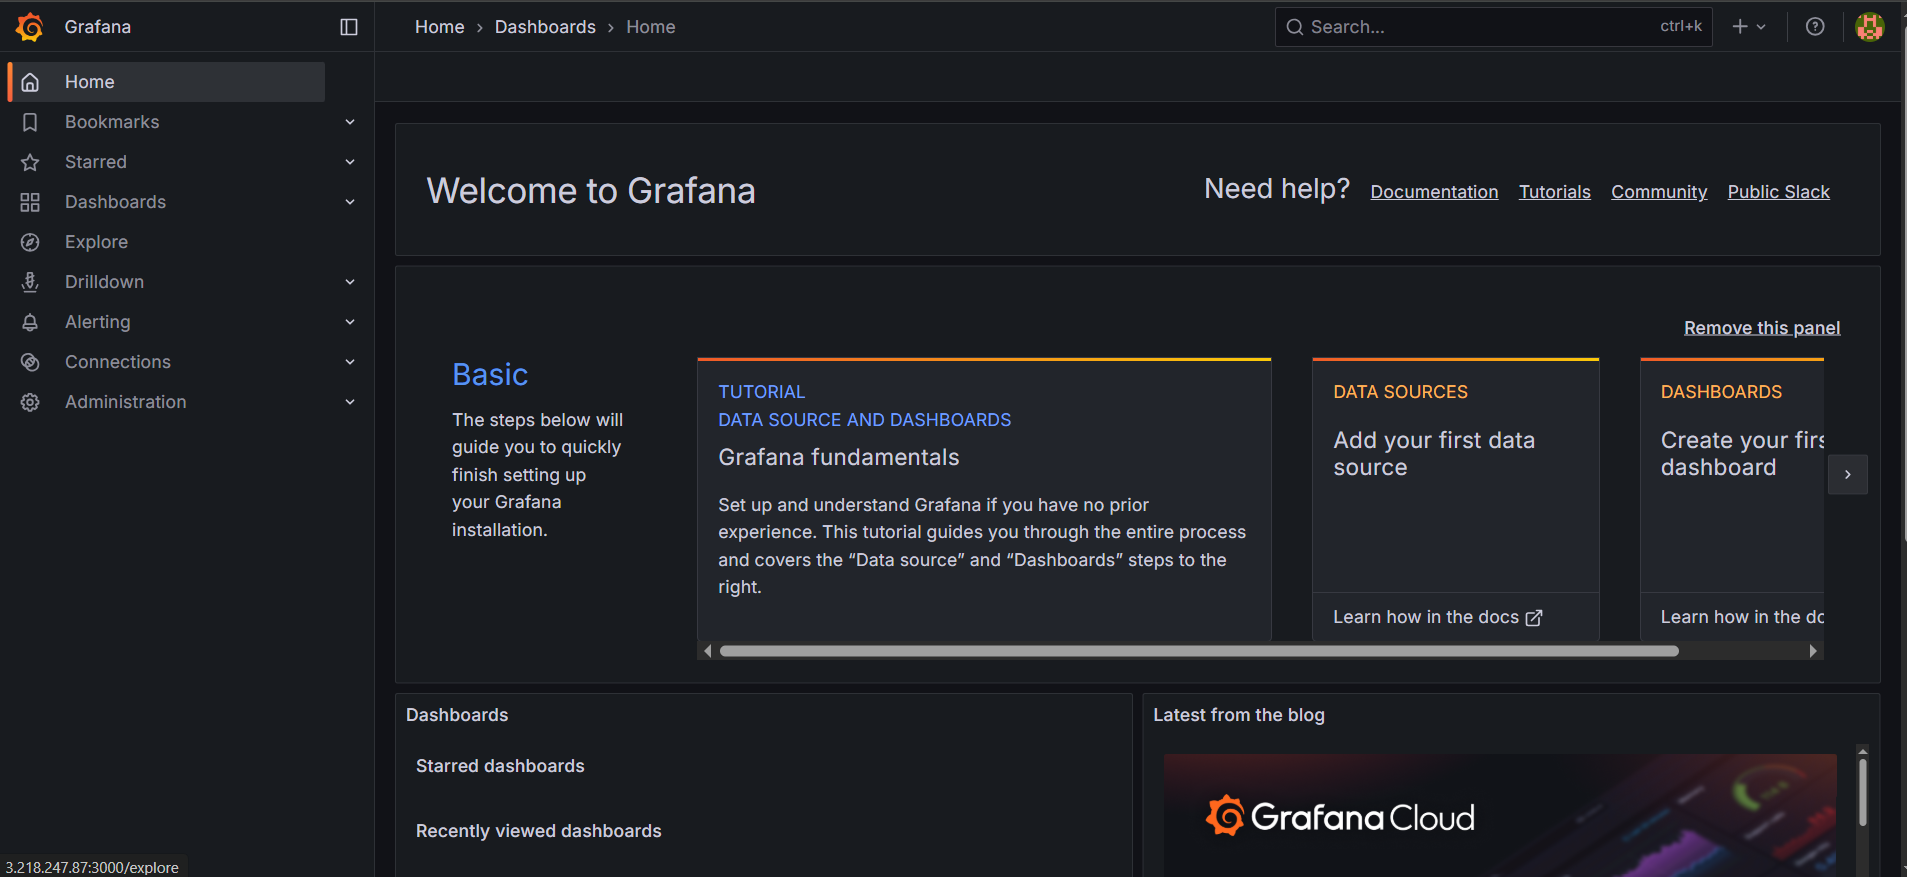 Grafana
Home › Dashboards › Home
Search...
ctrl+k
Home
Bookmarks
Starred
Dashboards
Explore
Drilldown
Alerting
Connections
Administration
Welcome to Grafana
Need help?
Documentation
Tutorials
Community
Public Slack
Remove this panel
Basic
The steps below will
guide you to quickly
finish setting up
your Grafana
installation.
TUTORIAL
DATA SOURCE AND DASHBOARDS
Grafana fundamentals
Set up and understand Grafana if you have no prior
experience. This tutorial guides you through the entire process
and covers the “Data source” and “Dashboards” steps to the
right.
DATA SOURCES
Add your first data
source
Learn how in the docs
DASHBOARDS
Create your firs
dashboard
Learn how in the do
Dashboards
Starred dashboards
Recently viewed dashboards
Latest from the blog
Grafana Cloud
3.218.247.87:3000/explore